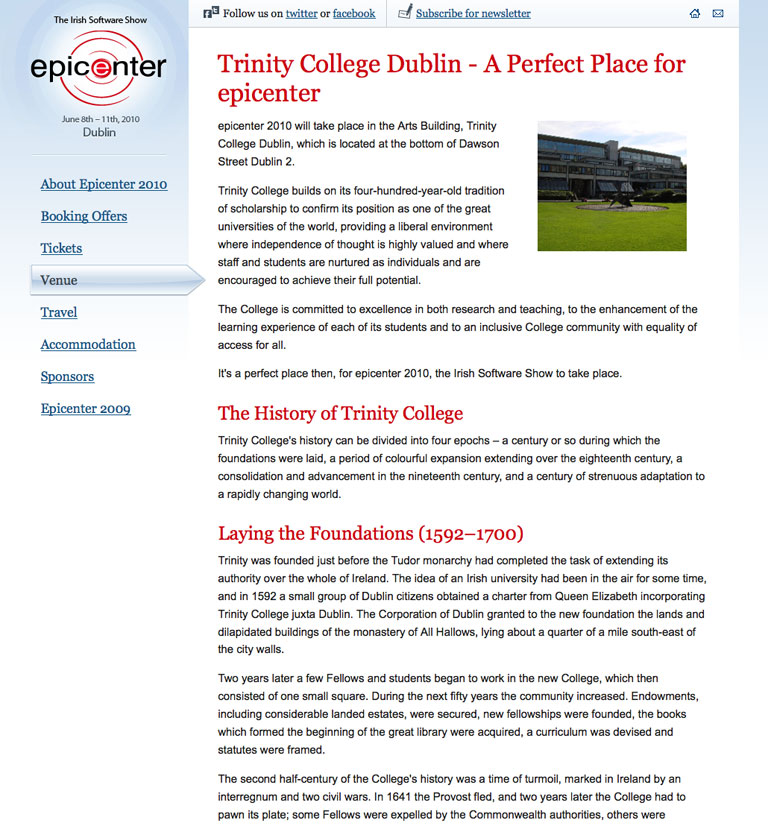 The Irish Software Show
epicenter
June 8th – 11th, 2010
Dublin
About Epicenter 2010
Booking Offers
Tickets
Venue
Travel
Accommodation
Sponsors
Epicenter 2009
Follow us on twitter or facebook
Subscribe for newsletter
Trinity College Dublin - A Perfect Place for
epicenter
epicenter 2010 will take place in the Arts Building, Trinity
College Dublin, which is located at the bottom of Dawson
Street Dublin 2.
Trinity College builds on its four-hundred-year-old tradition
of scholarship to confirm its position as one of the great
universities of the world, providing a liberal environment
where independence of thought is highly valued and where
staff and students are nurtured as individuals and are
encouraged to achieve their full potential.
The College is committed to excellence in both research and teaching, to the enhancement of the
learning experience of each of its students and to an inclusive College community with equality of
access for all.
It's a perfect place then, for epicenter 2010, the Irish Software Show to take place.
The History of Trinity College
Trinity College's history can be divided into four epochs – a century or so during which the
foundations were laid, a period of colourful expansion extending over the eighteenth century, a
consolidation and advancement in the nineteenth century, and a century of strenuous adaptation to
a rapidly changing world.
Laying the Foundations (1592–1700)
Trinity was founded just before the Tudor monarchy had completed the task of extending its
authority over the whole of Ireland. The idea of an Irish university had been in the air for some time,
and in 1592 a small group of Dublin citizens obtained a charter from Queen Elizabeth incorporating
Trinity College juxta Dublin. The Corporation of Dublin granted to the new foundation the lands and
dilapidated buildings of the monastery of All Hallows, lying about a quarter of a mile south-east of
the city walls.
Two years later a few Fellows and students began to work in the new College, which then
consisted of one small square. During the next fifty years the community increased. Endowments,
including considerable landed estates, were secured, new fellowships were founded, the books
which formed the beginning of the great library were acquired, a curriculum was devised and
statutes were framed.
The second half-century of the College's history was a time of turmoil, marked in Ireland by an
interregnum and two civil wars. In 1641 the Provost fled, and two years later the College had to
pawn its plate; some Fellows were expelled by the Commonwealth authorities, others were